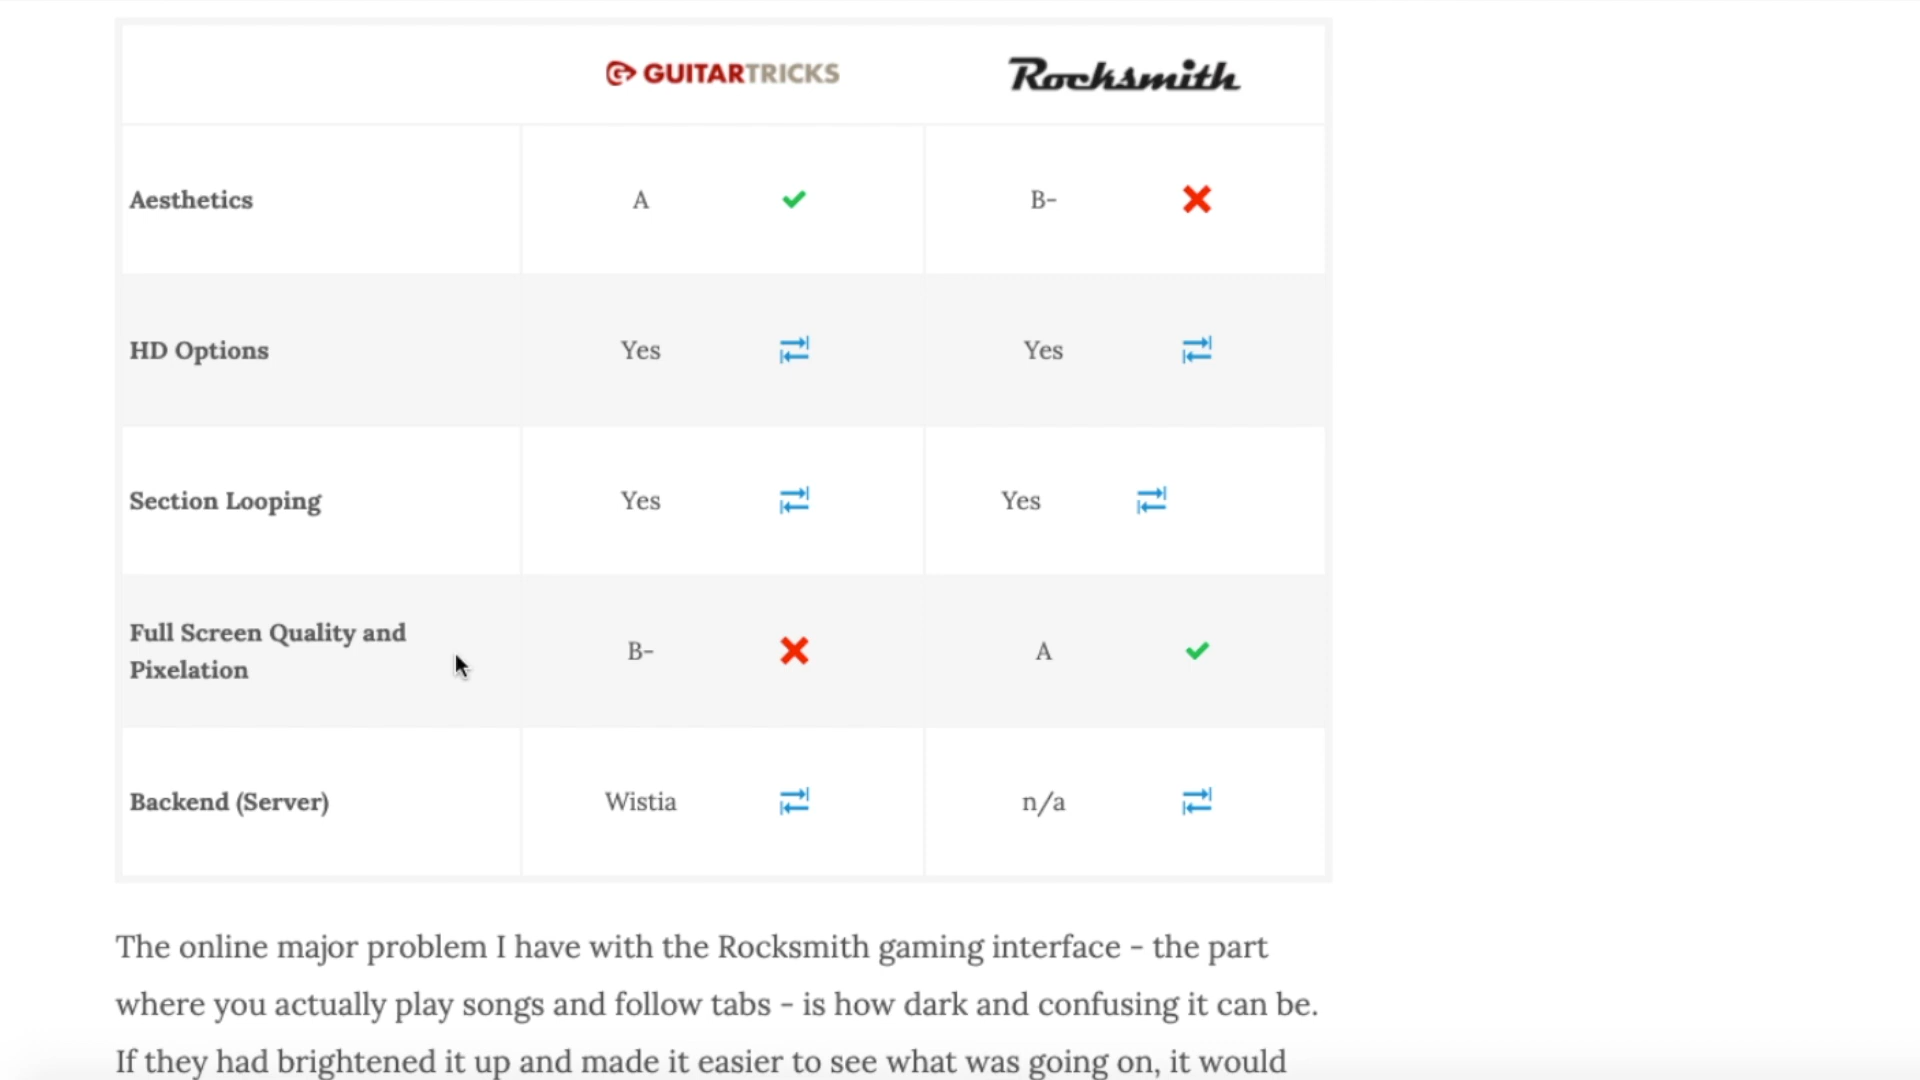 GUITARTRICKS Rocksmith
Aesthetics A B-
HD Options Yes Yes
Section Looping Yes Yes
Full Screen Quality and
Pixelation B- A
Backend (Server) Wistia n/a
The online major problem I have with the Rocksmith gaming interface - the part
where you actually play songs and follow tabs - is how dark and confusing it can be.
If they had brightened it up and made it easier to see what was going on, it would